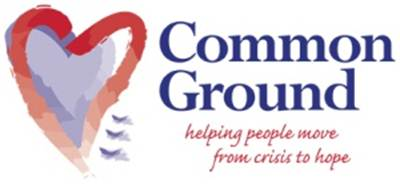 Common
Ground
helping people move
from crisis to hope